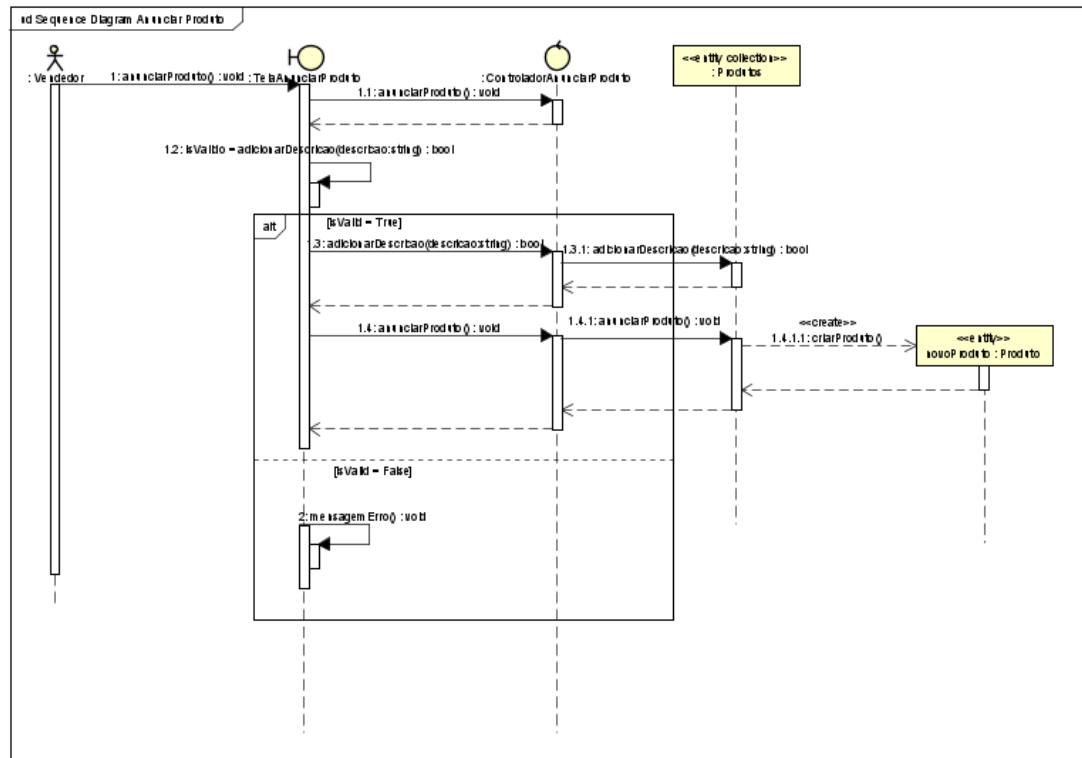 sd Sequence Diagram Anunciar Produto
: Vendedor
1: anunciarProduto() : void
: TelaAnunciarProduto
: ControladorAnunciarProduto
<<entity collection>>
: Produtos
1.1: anunciarProduto() : void
1.2: isValido = adicionarDescricao(descricao:string) : bool
alt
[isValid = True]
1.3: adicionarDescricao(descricao:string) : bool
1.3.1: adicionarDescricao(descricao:string) : bool
1.4: anunciarProduto() : void
1.4.1: anunciarProduto() : void
<<create>>
1.4.1.1: criarProduto()
<<entity>>
novoProduto : Produto
[isValid = False]
2: mensagemErro() : void